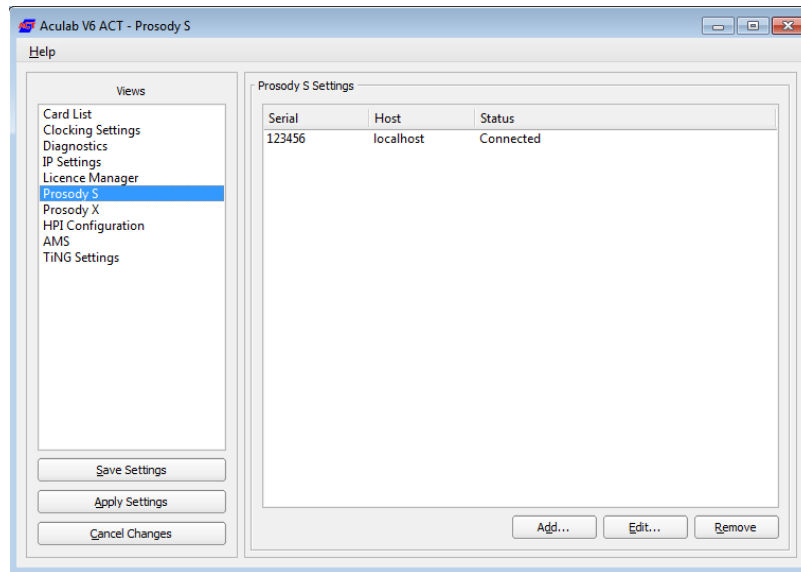 Aculab V6 ACT - Prosody S
Help
Views
Card List
Clocking Settings
Diagnostics
IP Settings
Licence Manager
Prosody S
Prosody X
HPI Configuration
AMS
TiNG Settings
Save Settings
Apply Settings
Cancel Changes
Prosody S Settings
Serial Host Status
123456 localhost Connected
Add... Edit... Remove